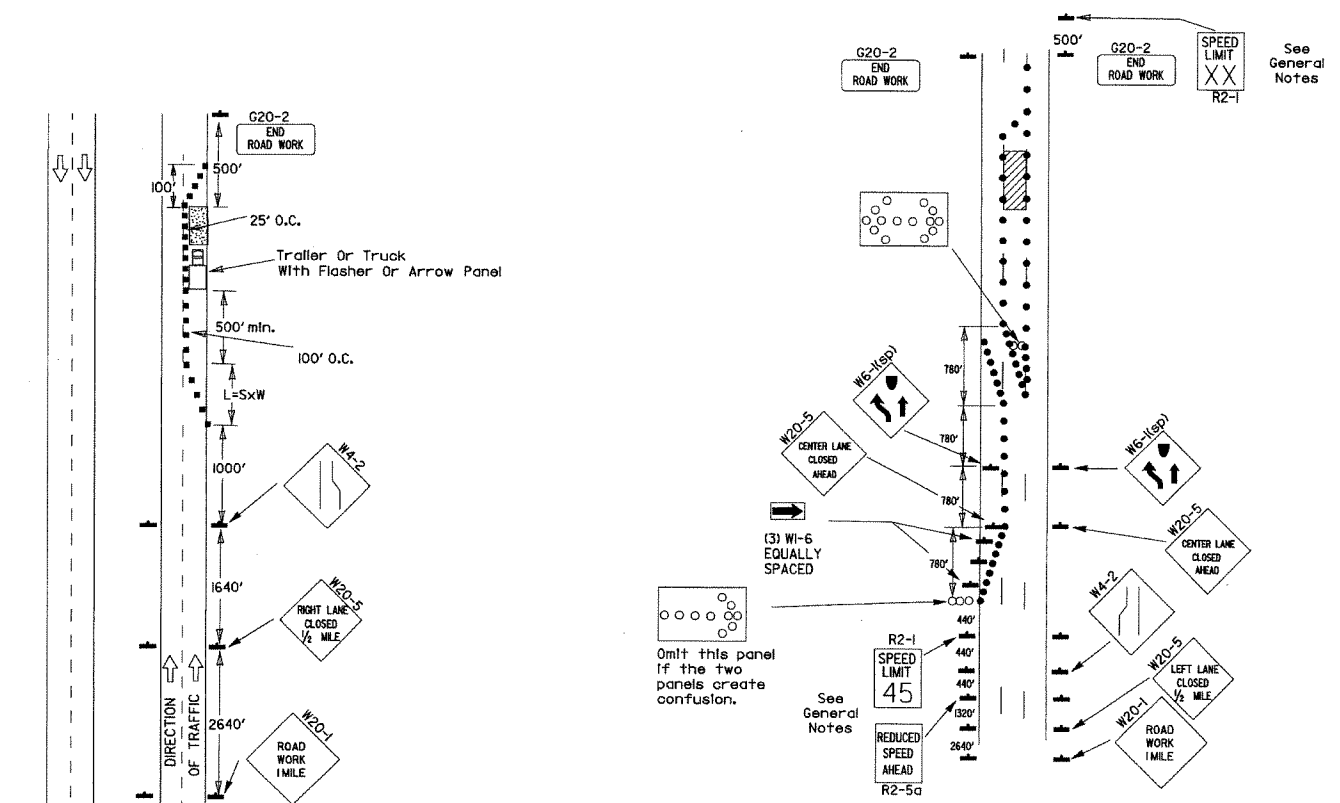 G20-2
END
ROAD WORK
500'
100'
25' O.C.
Trailer Or Truck
With Flasher Or Arrow Panel
500' min.
100' O.C.
L=SxW
1000'
W4-2
1640'
W20-5
RIGHT LANE
CLOSED
1/2 MILE
2640'
DIRECTION
OF TRAFFIC
W20-1
ROAD
WORK
1 MILE
G20-2
END
ROAD WORK
500'
G20-2
END
ROAD WORK
SPEED
LIMIT
XX
R2-1
See
General
Notes
780'
W6-1(sp)
780'
W20-5
CENTER LANE
CLOSED
AHEAD
780'
(3) W1-6
EQUALLY
SPACED
780'
W6-1(sp)
W20-5
CENTER LANE
CLOSED
AHEAD
W4-2
Omit this panel
if the two
panels create
confusion.
440'
R2-1
SPEED
LIMIT
45
440'
440'
See
General
Notes
1320'
REDUCED
SPEED
AHEAD
R2-5a
2640'
W20-5
LEFT LANE
CLOSED
1/2 MILE
W20-1
ROAD
WORK
1 MILE